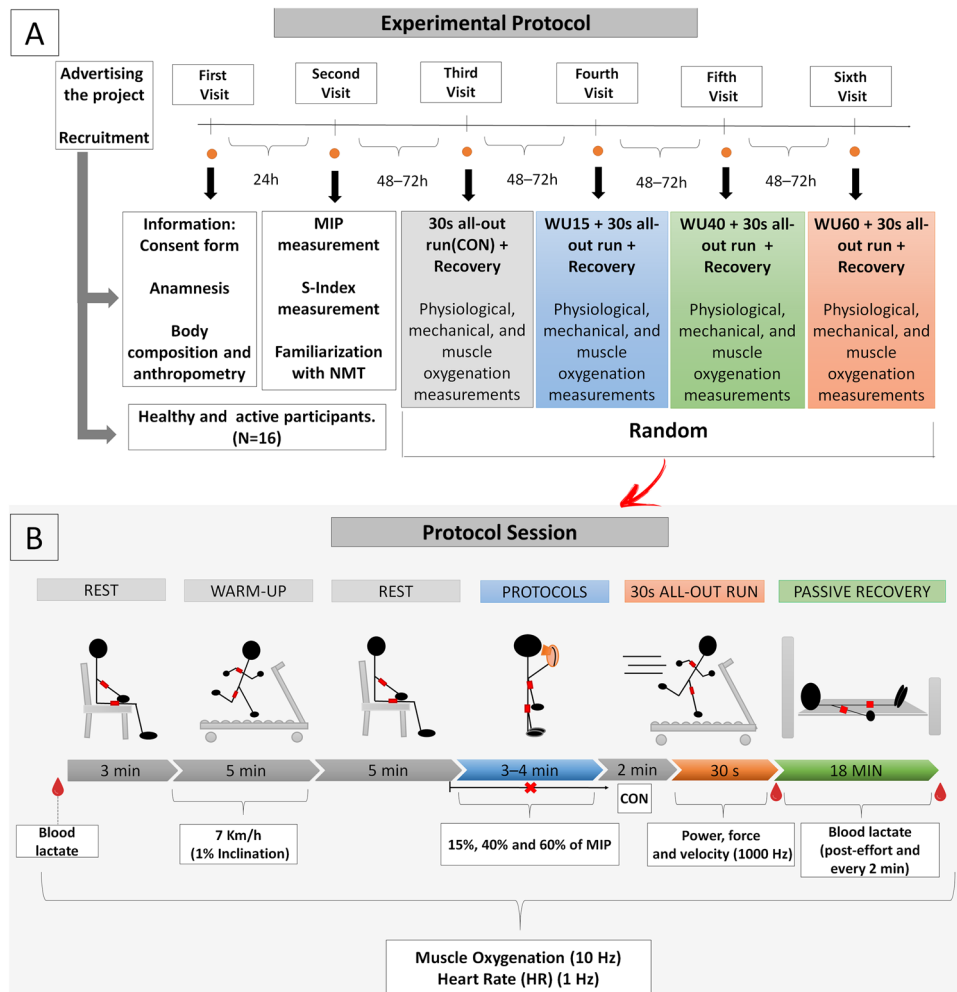 A
Experimental Protocol
Advertising
the project
Recruitment
First
Visit
Second
Visit
Third
Visit
Fourth
Visit
Fifth
Visit
Sixth
Visit
24h
48–72h
48–72h
48–72h
48–72h
Information:
Consent form
Anamnesis
Body
composition and
anthropometry
MIP
measurement
S-Index
measurement
Familiarization
with NMT
30s all-out
run(CON) +
Recovery
Physiological,
mechanical, and
muscle
oxygenation
measurements
WU15 + 30s all-
out run +
Recovery
Physiological,
mechanical, and
muscle
oxygenation
measurements
WU40 + 30s all-
out run +
Recovery
Physiological,
mechanical, and
muscle
oxygenation
measurements
WU60 + 30s all-
out run +
Recovery
Physiological,
mechanical, and
muscle
oxygenation
measurements
Healthy and active participants.
(N=16)
Random
B
Protocol Session
REST
WARM-UP
REST
PROTOCOLS
30s ALL-OUT RUN
PASSIVE RECOVERY
3 min
5 min
5 min
3–4 min
2 min
30 s
18 MIN
CON
Blood
lactate
7 Km/h
(1% Inclination)
15%, 40% and 60% of MIP
Power, force
and velocity (1000 Hz)
Blood lactate
(post-effort and
every 2 min)
Muscle Oxygenation (10 Hz)
Heart Rate (HR) (1 Hz)